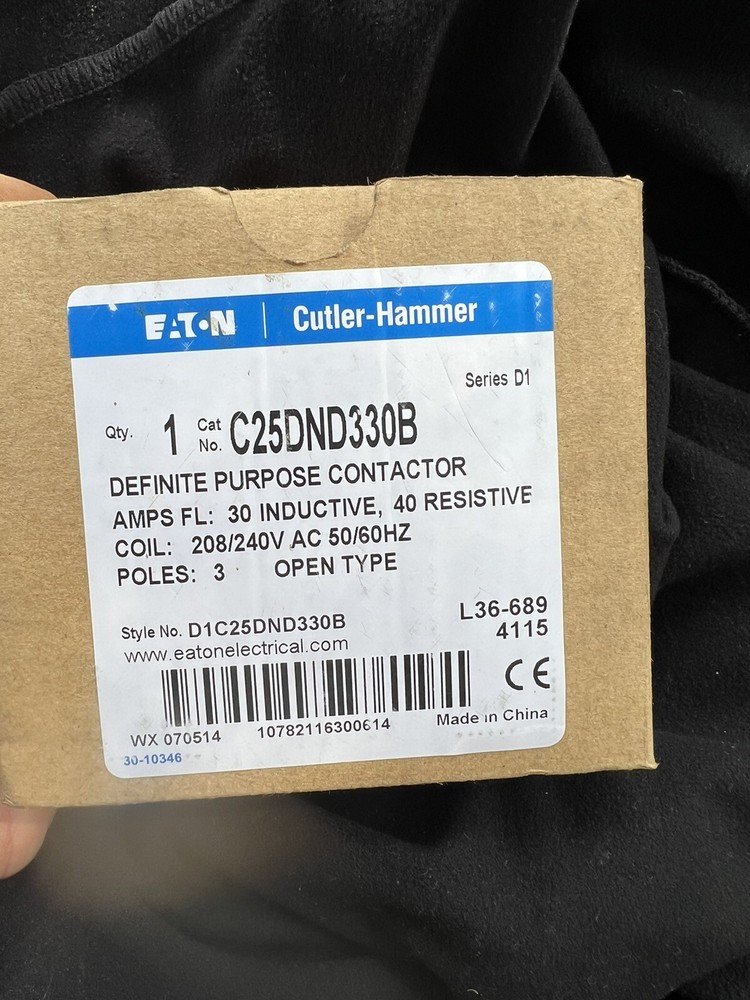 EATON | Cutler-Hammer
Series D1
Qty. 1 Cat No. C25DND330B
DEFINITE PURPOSE CONTACTOR
AMPS FL: 30 INDUCTIVE, 40 RESISTIVE
COIL: 208/240V AC 50/60HZ
POLES: 3 OPEN TYPE
L36-689
Style No. D1C25DND330B
4115
www.eatonelectrical.com
CE
WX 070514 10782116300614 Made in China
30-10346